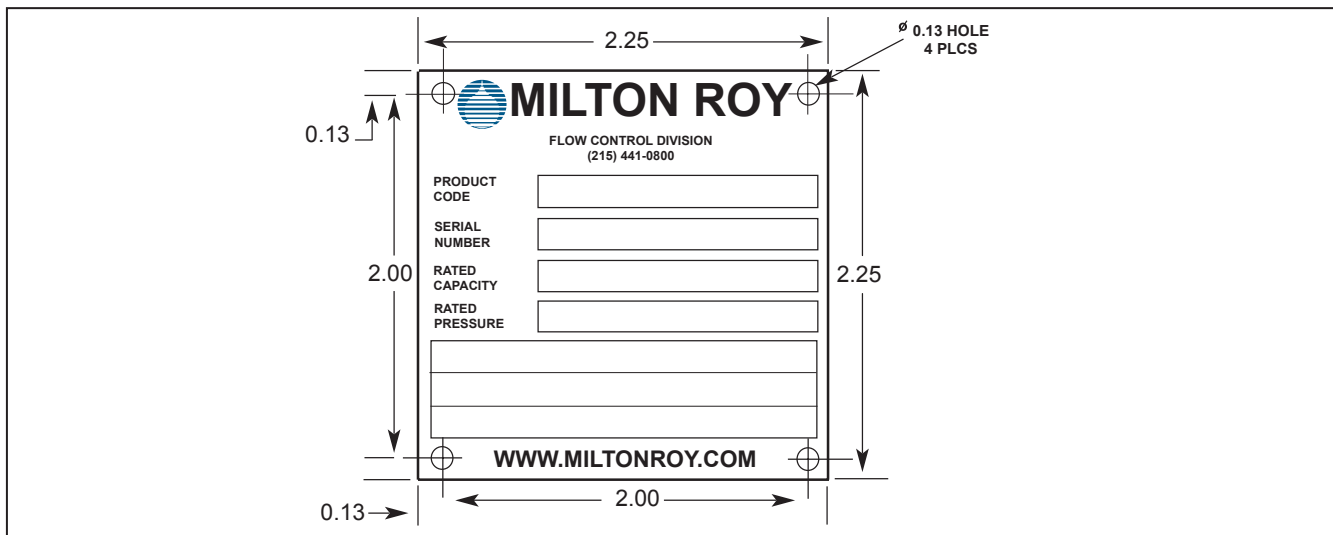 2.25
ø 0.13 HOLE
4 PLCS
MILTON ROY
0.13
FLOW CONTROL DIVISION
(215) 441-0800
PRODUCT
CODE
SERIAL
NUMBER
2.00
RATED
CAPACITY
2.25
RATED
PRESSURE
WWW.MILTONROY.COM
2.00
0.13